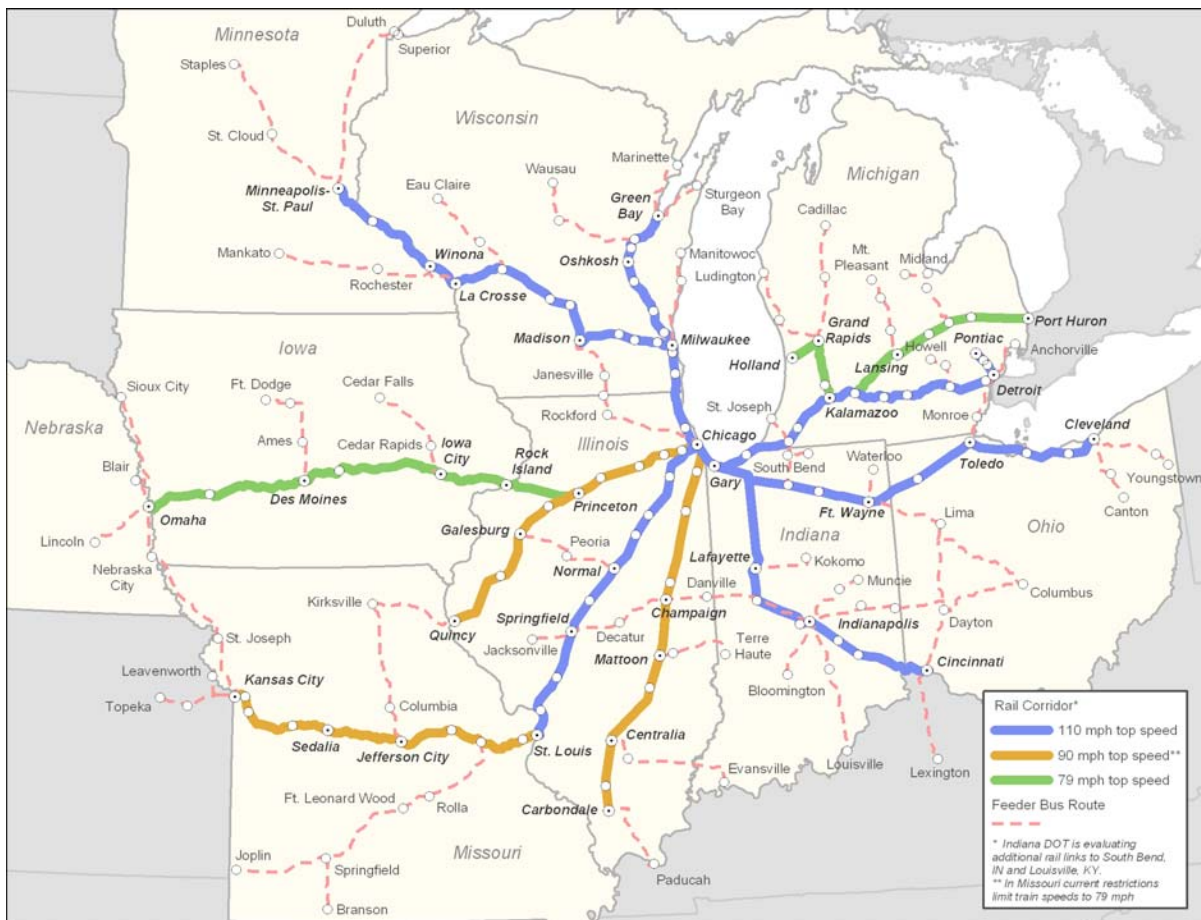 Duluth
Superior
Minnesota
Staples
St. Cloud
Wisconsin
Marinette
Wausau
Michigan
Minneapolis-
St. Paul
Eau Claire
Green
Bay
Sturgeon
Bay
Cadillac
Mankato
Winona
Rochester
La Crosse
Oshkosh
Manitowoc
Ludington
Mt.
Pleasant
Midland
Madison
Milwaukee
Grand
Rapids
Holland
Lansing
Howell
Port Huron
Pontiac
Anchorville
Detroit
Iowa
Sioux City
Ft. Dodge
Cedar Falls
Janesville
Rockford
St. Joseph
Kalamazoo
Monroe
Cleveland
Nebraska
Ames
Cedar Rapids
Iowa
City
Rock
Island
Illinois
Chicago
Gary
South Bend
Waterloo
Toledo
Youngstown
Canton
Blair
Omaha
Des Moines
Princeton
Ft. Wayne
Lima
Ohio
Lincoln
Nebraska
City
Galesburg
Peoria
Normal
Indiana
Lafayette
Kokomo
Muncie
Columbus
Kirksville
Quincy
Springfield
Danville
Champaign
Indianapolis
Dayton
St. Joseph
Jacksonville
Decatur
Mattoon
Terre
Haute
Bloomington
Cincinnati
Leavenworth
Topeka
Kansas City
Columbia
Sedalia
Jefferson City
St. Louis
Centralia
Evansville
Louisville
Lexington
Ft. Leonard Wood
Rolla
Carbondale
Joplin
Springfield
Missouri
Branson
Paducah
Rail Corridor*
110 mph top speed
90 mph top speed**
79 mph top speed
Feeder Bus Route
* Indiana DOT is evaluating
additional rail links to South Bend,
IN and Louisville, KY.
** In Missouri current restrictions
limit train speeds to 79 mph